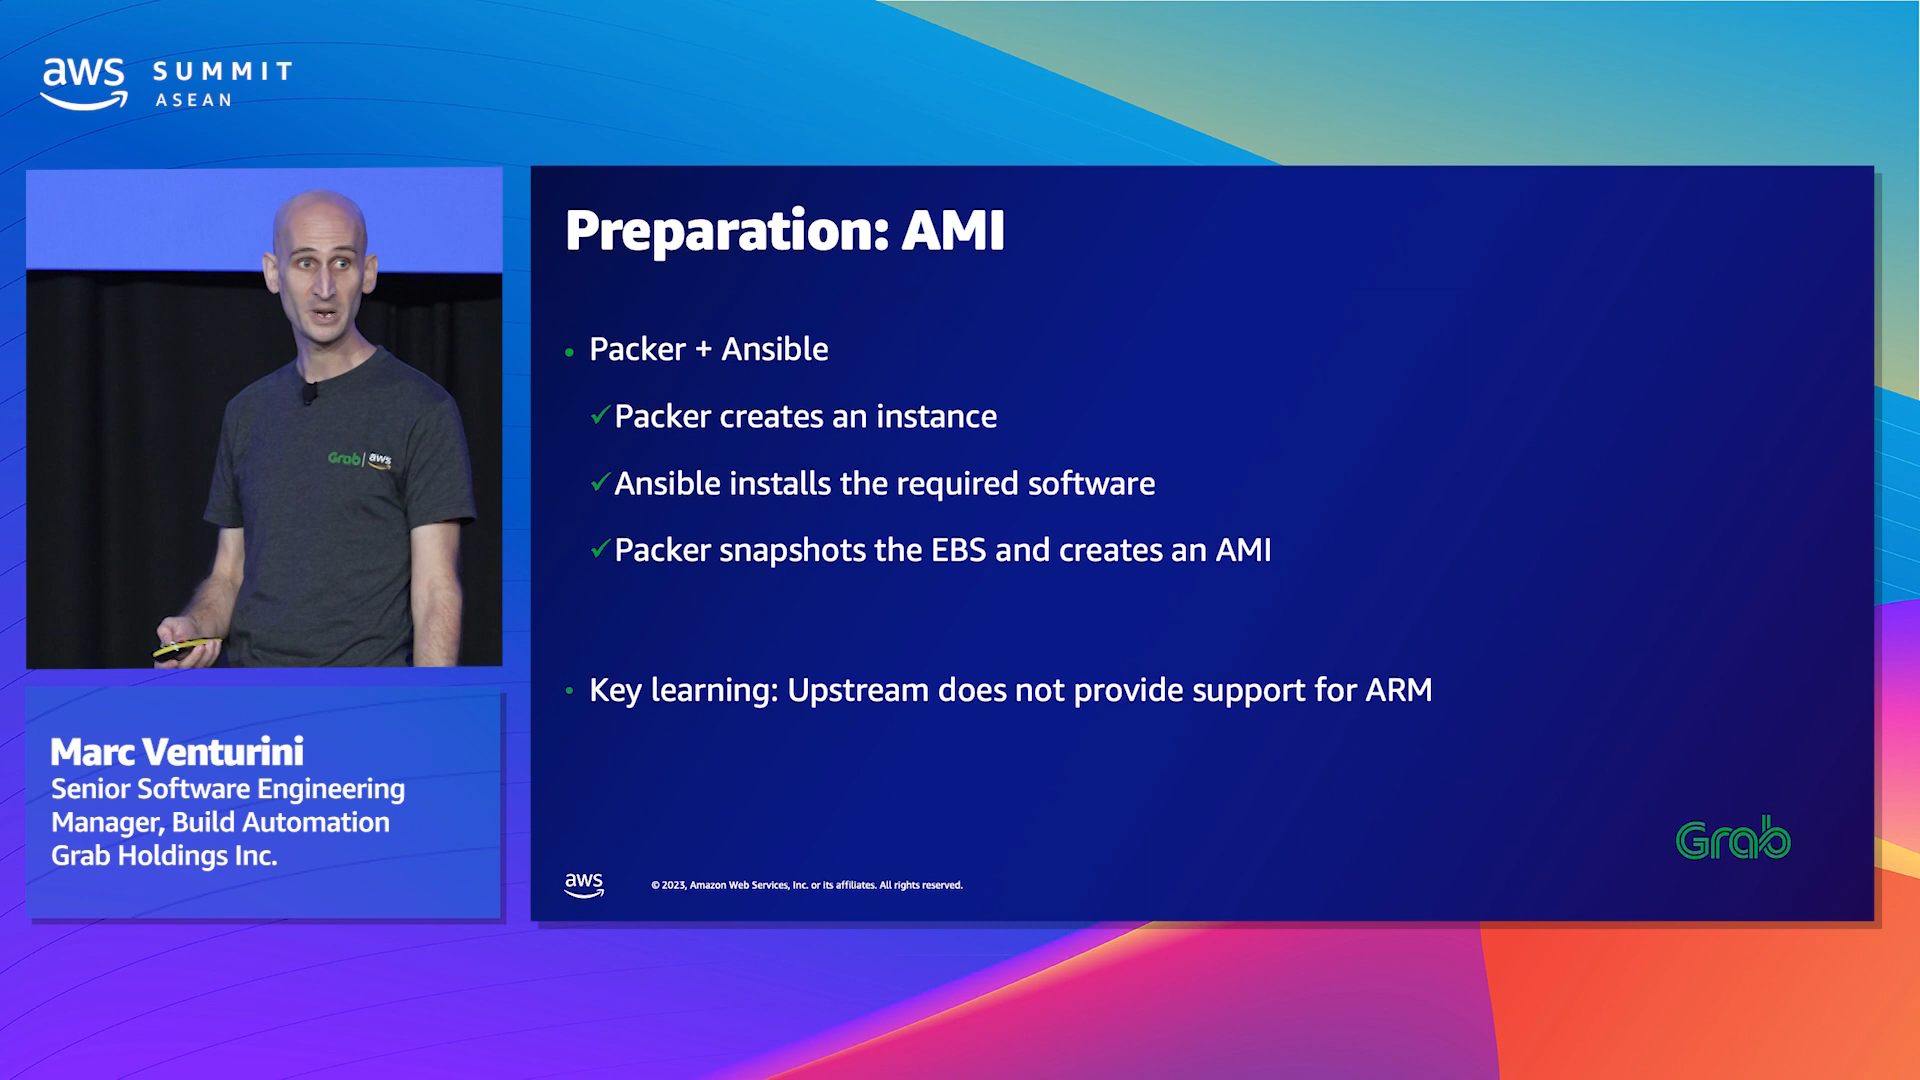 aws SUMMIT
ASEAN
Grab | aws
Marc Venturini
Senior Software Engineering
Manager, Build Automation
Grab Holdings Inc.
Preparation: AMI
• Packer + Ansible
✓Packer creates an instance
✓Ansible installs the required software
✓Packer snapshots the EBS and creates an AMI
• Key learning: Upstream does not provide support for ARM
Grab
aws © 2023, Amazon Web Services, Inc. or its affiliates. All rights reserved.